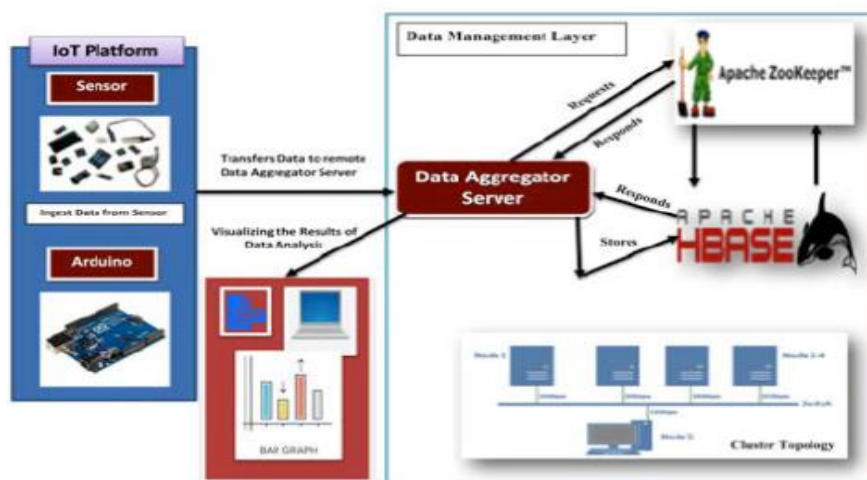 IoT Platform
Sensor
Ingest Data from Sensor
Arduino
Transfers Data to remote
Data Aggregator Server
Visualizing the Results of
Data Analysis
BAR GRAPH
Data Management Layer
Data Aggregator
Server
Requests
Responds
Apache ZooKeeper™
Responds
Stores
APACHE
HBASE
Cluster Topology